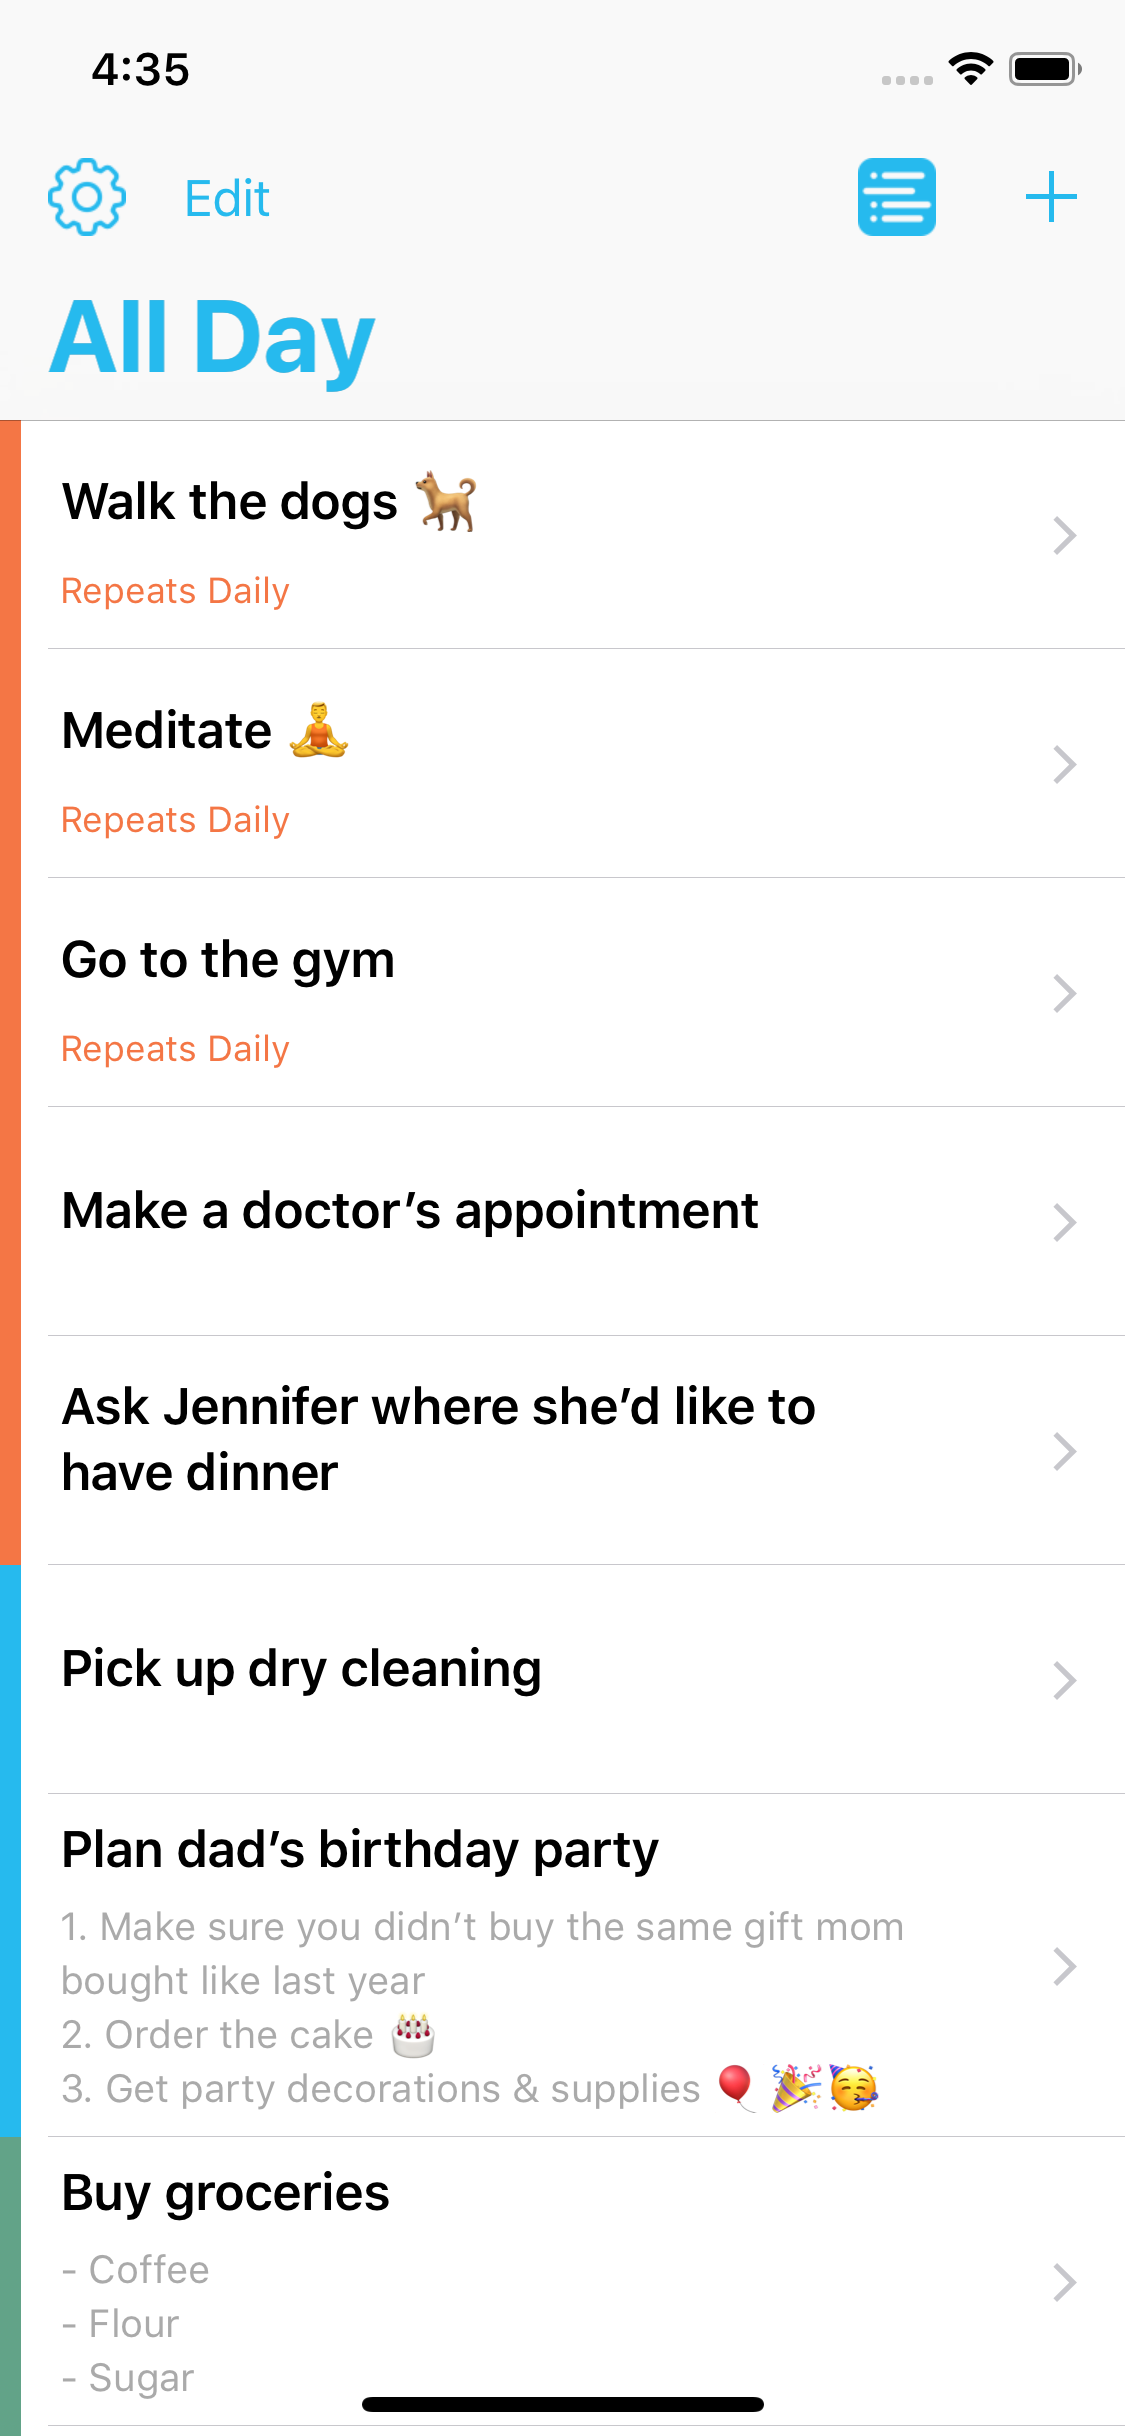 4:35
Edit
All Day
Walk the dogs 🐕
Repeats Daily
Meditate 🧘‍♂️
Repeats Daily
Go to the gym
Repeats Daily
Make a doctor’s appointment
Ask Jennifer where she’d like to
have dinner
Pick up dry cleaning
Plan dad’s birthday party
1. Make sure you didn’t buy the same gift mom
bought like last year
2. Order the cake 🎂
3. Get party decorations & supplies 🎈 🎉🥳
Buy groceries
- Coffee
- Flour
- Sugar